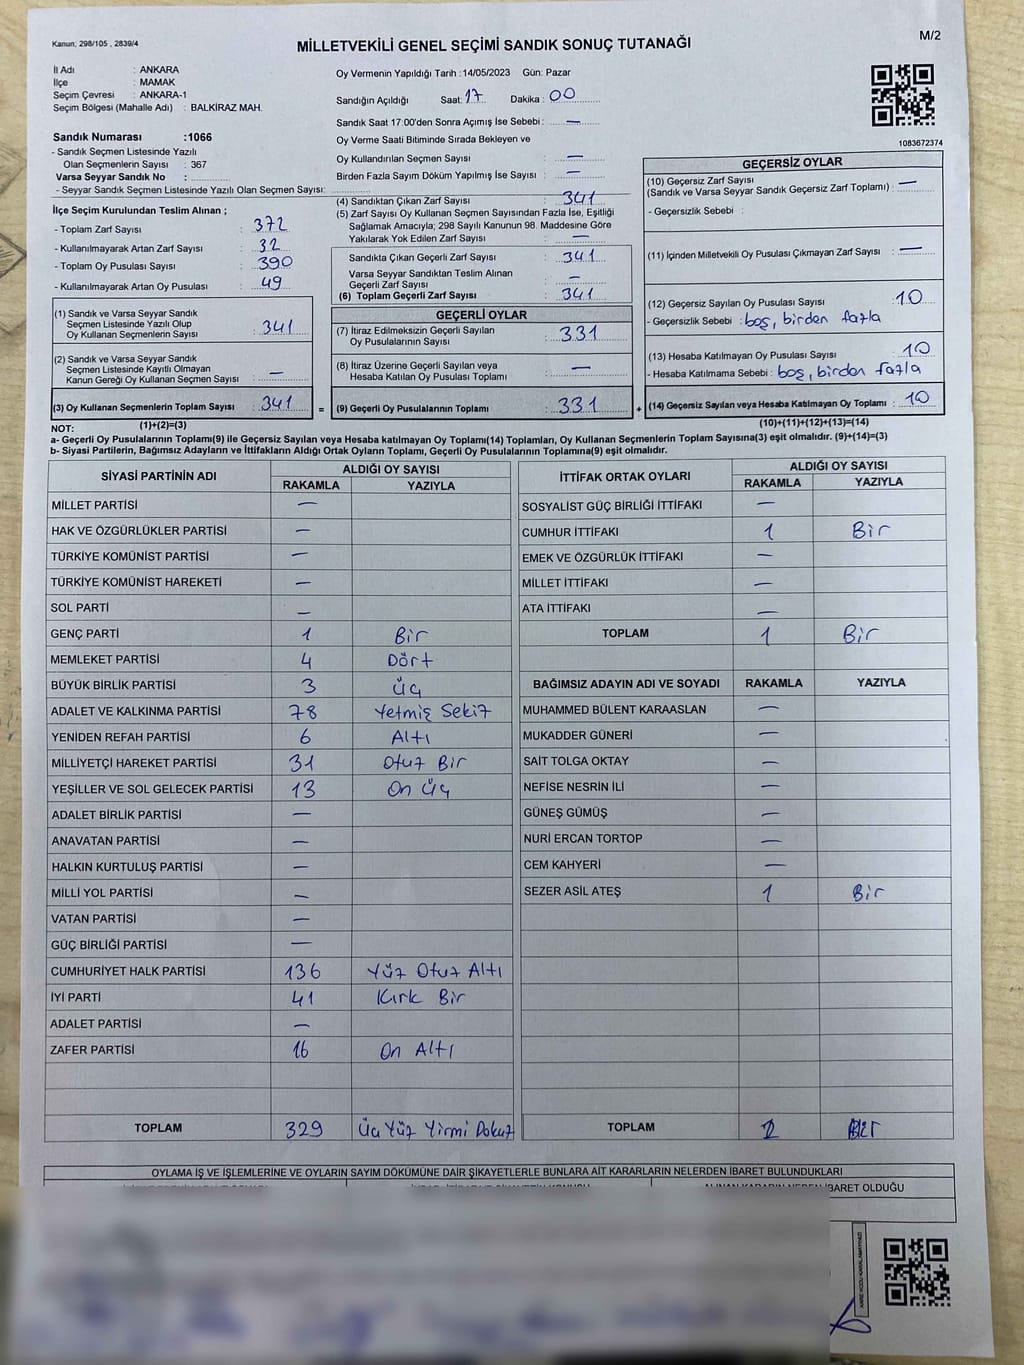 Kanun; 298/105 , 2839/4
M/2
MİLLETVEKİLİ GENEL SEÇİMİ SANDIK SONUÇ TUTANAĞI
İl Adı : ANKARA
İlçe : MAMAK
Seçim Çevresi : ANKARA-1
Seçim Bölgesi (Mahalle Adı) : BALKİRAZ MAH.
Sandık Numarası :1066
- Sandık Seçmen Listesinde Yazılı
Olan Seçmenlerin Sayısı : 367
Varsa Seyyar Sandık No :
- Seyyar Sandık Seçmen Listesinde Yazılı Olan Seçmen Sayısı:
İlçe Seçim Kurulundan Teslim Alınan ;
- Toplam Zarf Sayısı : 372
- Kullanılmayarak Artan Zarf Sayısı : 32
- Toplam Oy Pusulası Sayısı : 390
- Kullanılmayarak Artan Oy Pusulası : 49
(1) Sandık ve Varsa Seyyar Sandık
Seçmen Listesinde Yazılı Olup
Oy Kullanan Seçmenlerin Sayısı : 341
(2) Sandık ve Varsa Seyyar Sandık
Seçmen Listesinde Kayıtlı Olmayan
Kanun Gereği Oy Kullanan Seçmen Sayısı : —
(3) Oy Kullanan Seçmenlerin Toplam Sayısı : 341 =
(1)+(2)=(3)
Oy Vermenin Yapıldığı Tarih :14/05/2023 Gün: Pazar
Sandığın Açıldığı Saat: 17 Dakika : 00
Sandık Saat 17:00'den Sonra Açılmış İse Sebebi : —
Oy Verme Saati Bitiminde Sırada Bekleyen ve
Oy Kullandırılan Seçmen Sayısı : —
Birden Fazla Sayım Döküm Yapılmış İse Sayısı : —
(4) Sandıktan Çıkan Zarf Sayısı : 341
(5) Zarf Sayısı Oy Kullanan Seçmen Sayısından Fazla İse, Eşitliği
Sağlamak Amacıyla; 298 Sayılı Kanunun 98. Maddesine Göre
Yakılarak Yok Edilen Zarf Sayısı : —
Sandıkta Çıkan Geçerli Zarf Sayısı : 341
Varsa Seyyar Sandıktan Teslim Alınan
Geçerli Zarf Sayısı : —
(6) Toplam Geçerli Zarf Sayısı : 341
GEÇERLİ OYLAR
(7) İtiraz Edilmeksizin Geçerli Sayılan
Oy Pusulalarının Sayısı : 331
(8) İtiraz Üzerine Geçerli Sayılan veya
Hesaba Katılan Oy Pusulası Toplamı : —
(9) Geçerli Oy Pusulalarının Toplamı : 331 +
1083672374
GEÇERSİZ OYLAR
(10) Geçersiz Zarf Sayısı
(Sandık ve Varsa Seyyar Sandık Geçersiz Zarf Toplamı) : —
- Geçersizlik Sebebi :
(11) İçinden Milletvekili Oy Pusulası Çıkmayan Zarf Sayısı : —
(12) Geçersiz Sayılan Oy Pusulası Sayısı : 10
- Geçersizlik Sebebi : boş, birden fazla
(13) Hesaba Katılmayan Oy Pusulası Sayısı : 10
- Hesaba Katılmama Sebebi : boş, birden fazla
(14) Geçersiz Sayılan veya Hesaba Katılmayan Oy Toplamı : 10
(10)+(11)+(12)+(13)=(14)
NOT:
a- Geçerli Oy Pusulalarının Toplamı(9) ile Geçersiz Sayılan veya Hesaba katılmayan Oy Toplamı(14) Toplamları, Oy Kullanan Seçmenlerin Toplam Sayısına(3) eşit olmalıdır. (9)+(14)=(3)
b- Siyasi Partilerin, Bağımsız Adayların ve İttifakların Aldığı Ortak Oyların Toplamı, Geçerli Oy Pusulalarının Toplamına(9) eşit olmalıdır.
SİYASİ PARTİNİN ADI ALDIĞI OY SAYISI
RAKAMLA YAZIYLA
MİLLET PARTİSİ —
HAK VE ÖZGÜRLÜKLER PARTİSİ —
TÜRKİYE KOMÜNİST PARTİSİ —
TÜRKİYE KOMÜNİST HAREKETİ —
SOL PARTİ —
GENÇ PARTİ 1 Bir
MEMLEKET PARTİSİ 4 Dört
BÜYÜK BİRLİK PARTİSİ 3 Üç
ADALET VE KALKINMA PARTİSİ 78 Yetmiş Sekiz
YENİDEN REFAH PARTİSİ 6 Altı
MİLLİYETÇİ HAREKET PARTİSİ 31 Otuz Bir
YEŞİLLER VE SOL GELECEK PARTİSİ 13 On Üç
ADALET BİRLİK PARTİSİ —
ANAVATAN PARTİSİ —
HALKIN KURTULUŞ PARTİSİ —
MİLLİ YOL PARTİSİ —
VATAN PARTİSİ —
GÜÇ BİRLİĞİ PARTİSİ —
CUMHURİYET HALK PARTİSİ 136 Yüz Otuz Altı
İYİ PARTİ 41 Kırk Bir
ADALET PARTİSİ —
ZAFER PARTİSİ 16 On Altı
TOPLAM 329 Üç Yüz Yirmi Dokuz
İTTİFAK ORTAK OYLARI ALDIĞI OY SAYISI
RAKAMLA YAZIYLA
SOSYALİST GÜÇ BİRLİĞİ İTTİFAKI —
CUMHUR İTTİFAKI 1 Bir
EMEK VE ÖZGÜRLÜK İTTİFAKI —
MİLLET İTTİFAKI —
ATA İTTİFAKI —
TOPLAM 1 Bir
BAĞIMSIZ ADAYIN ADI VE SOYADI RAKAMLA YAZIYLA
MUHAMMED BÜLENT KARAASLAN —
MUKADDER GÜNERİ —
SAİT TOLGA OKTAY —
NEFİSE NESRİN İLİ —
GÜNEŞ GÜMÜŞ —
NURİ ERCAN TORTOP —
CEM KAHYERİ —
SEZER ASİL ATEŞ 1 Bir
TOPLAM 1 Bir
OYLAMA İŞ VE İŞLEMLERİNE VE OYLARIN SAYIM DÖKÜMÜNE DAİR ŞİKAYETLERLE BUNLARA AİT KARARLARIN NELERDEN İBARET BULUNDUKLARI
ALINAN KARARIN NEDEN İBARET OLDUĞU
KARE KODU KARALAMAYINIZ!